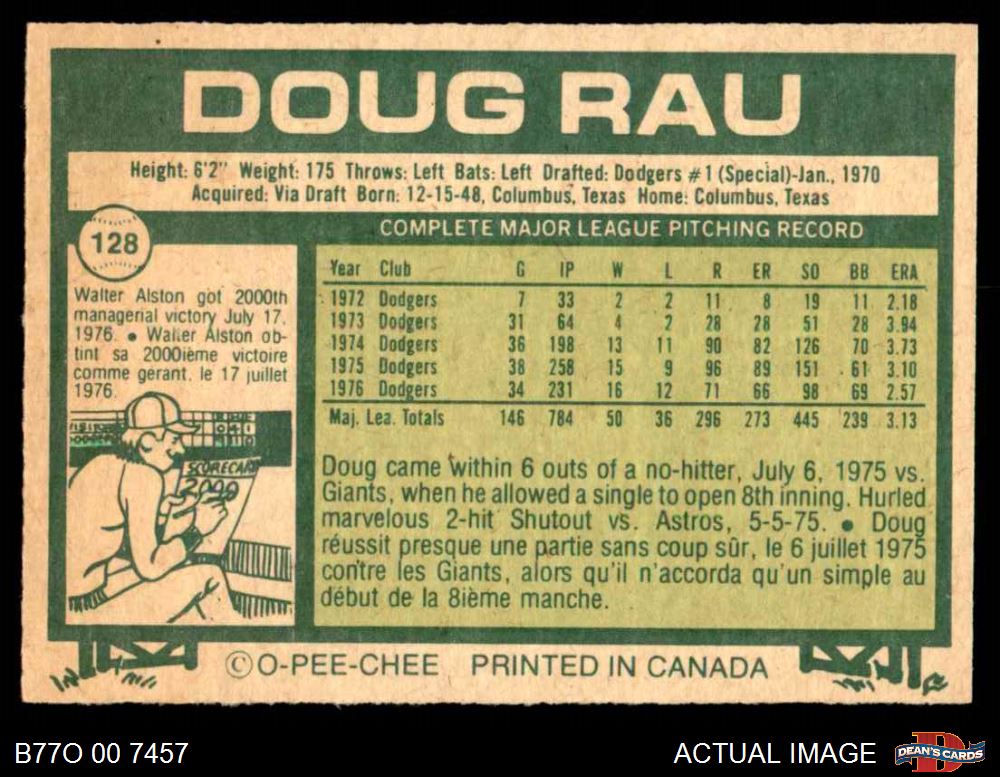 DOUG RAU
Height: 6'2" Weight: 175 Throws: Left Bats: Left Drafted: Dodgers #1 (Special)-Jan., 1970
Acquired: Via Draft Born: 12-15-48, Columbus, Texas Home: Columbus, Texas
128
Walter Alston got 2000th
managerial victory July 17,
1976. • Walter Alston ob-
tint sa 2000ième victoire
comme gerant, le 17 juillet
1976.
SCORECARD
2000
COMPLETE MAJOR LEAGUE PITCHING RECORD
Year Club G IP W L R ER SO BB ERA
1972 Dodgers 7 33 2 2 11 8 19 11 2.18
1973 Dodgers 31 64 4 2 28 28 51 28 3.94
1974 Dodgers 36 198 13 11 90 82 126 70 3.73
1975 Dodgers 38 258 15 9 96 89 151 61 3.10
1976 Dodgers 34 231 16 12 71 66 98 69 2.57
Maj. Lea. Totals 146 784 50 36 296 273 445 239 3.13
Doug came within 6 outs of a no-hitter, July 6, 1975 vs.
Giants, when he allowed a single to open 8th inning. Hurled
marvelous 2-hit Shutout vs. Astros, 5-5-75. • Doug
réussit presque une partie sans coup sûr, le 6 juillet 1975
contre les Giants, alors qu'il n'accorda qu'un simple au
début de la 8ième manche.
© O-PEE-CHEE PRINTED IN CANADA
B77O 00 7457
ACTUAL IMAGE
DEAN'S CARDS